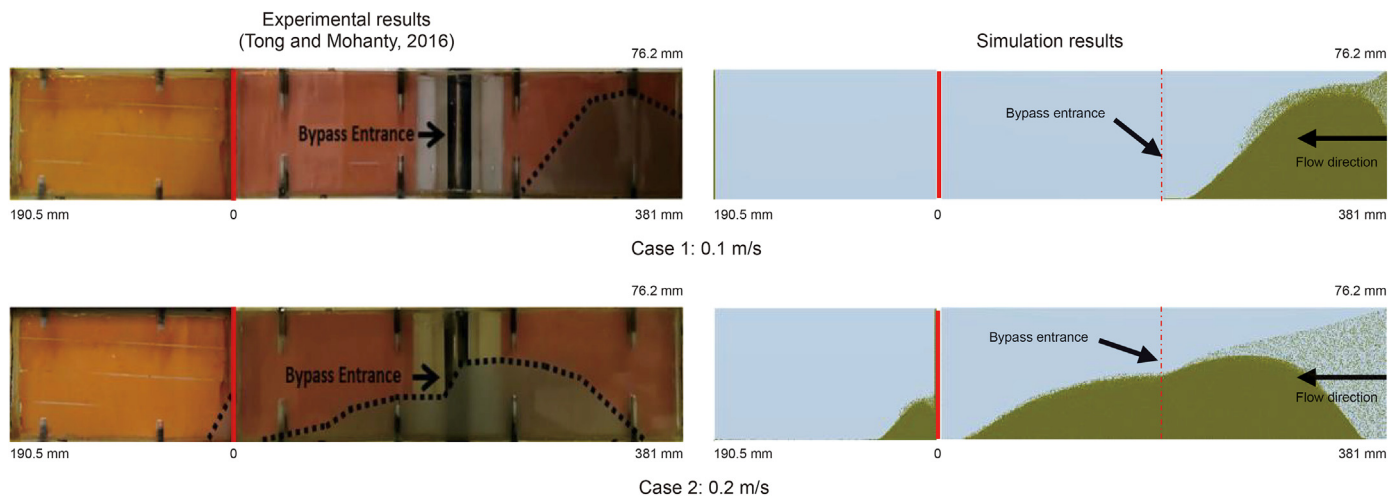 Experimental results
(Tong and Mohanty, 2016)
76.2 mm
Simulation results
76.2 mm
Bypass Entrance
Bypass entrance
Flow direction
190.5 mm
0
381 mm
190.5 mm
0
381 mm
Case 1: 0.1 m/s
76.2 mm
76.2 mm
Bypass Entrance
Bypass entrance
Flow direction
190.5 mm
0
381 mm
190.5 mm
0
381 mm
Case 2: 0.2 m/s